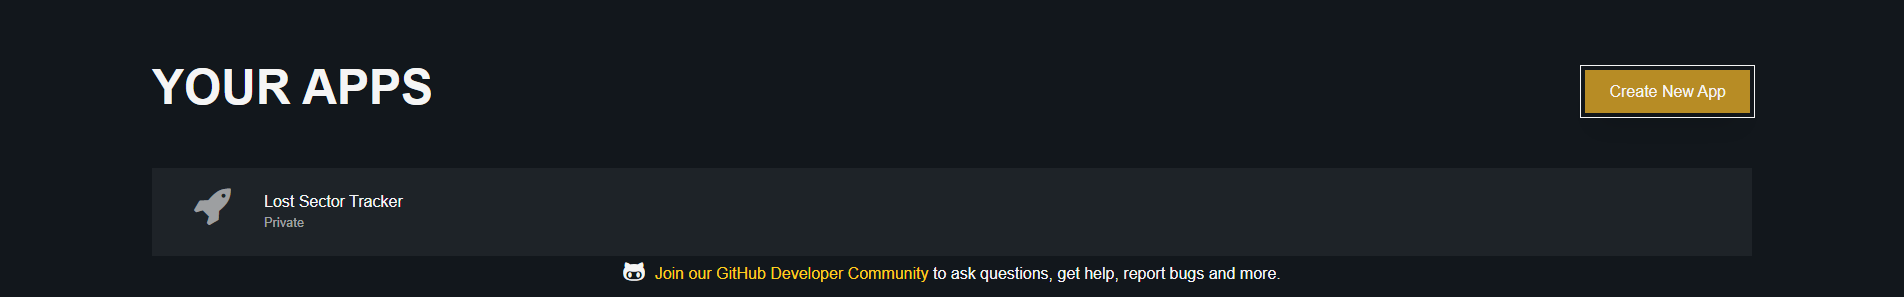 YOUR APPS
Create New App
Lost Sector Tracker
Private
Join our GitHub Developer Community to ask questions, get help, report bugs and more.